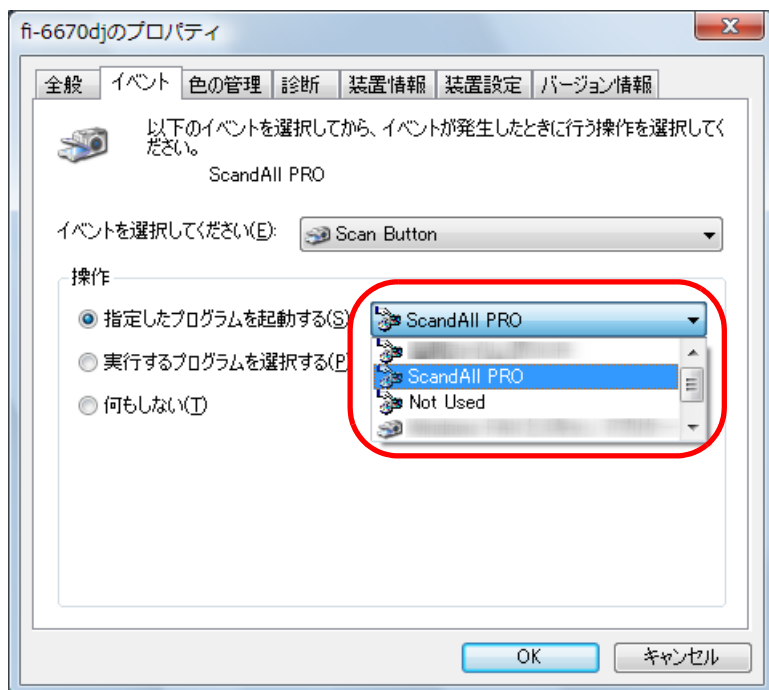 fi-6670djのプロパティ
全般 イベント 色の管理 診断 装置情報 装置設定 バージョン情報
以下のイベントを選択してから、イベントが発生したときに行う操作を選択してく
ださい。
ScandAll PRO
イベントを選択してください(E): Scan Button
操作
指定したプログラムを起動する(S) ScandAll PRO
実行するプログラムを選択する(P)
ScandAll PRO
何もしない(T)
Not Used
OK キャンセル